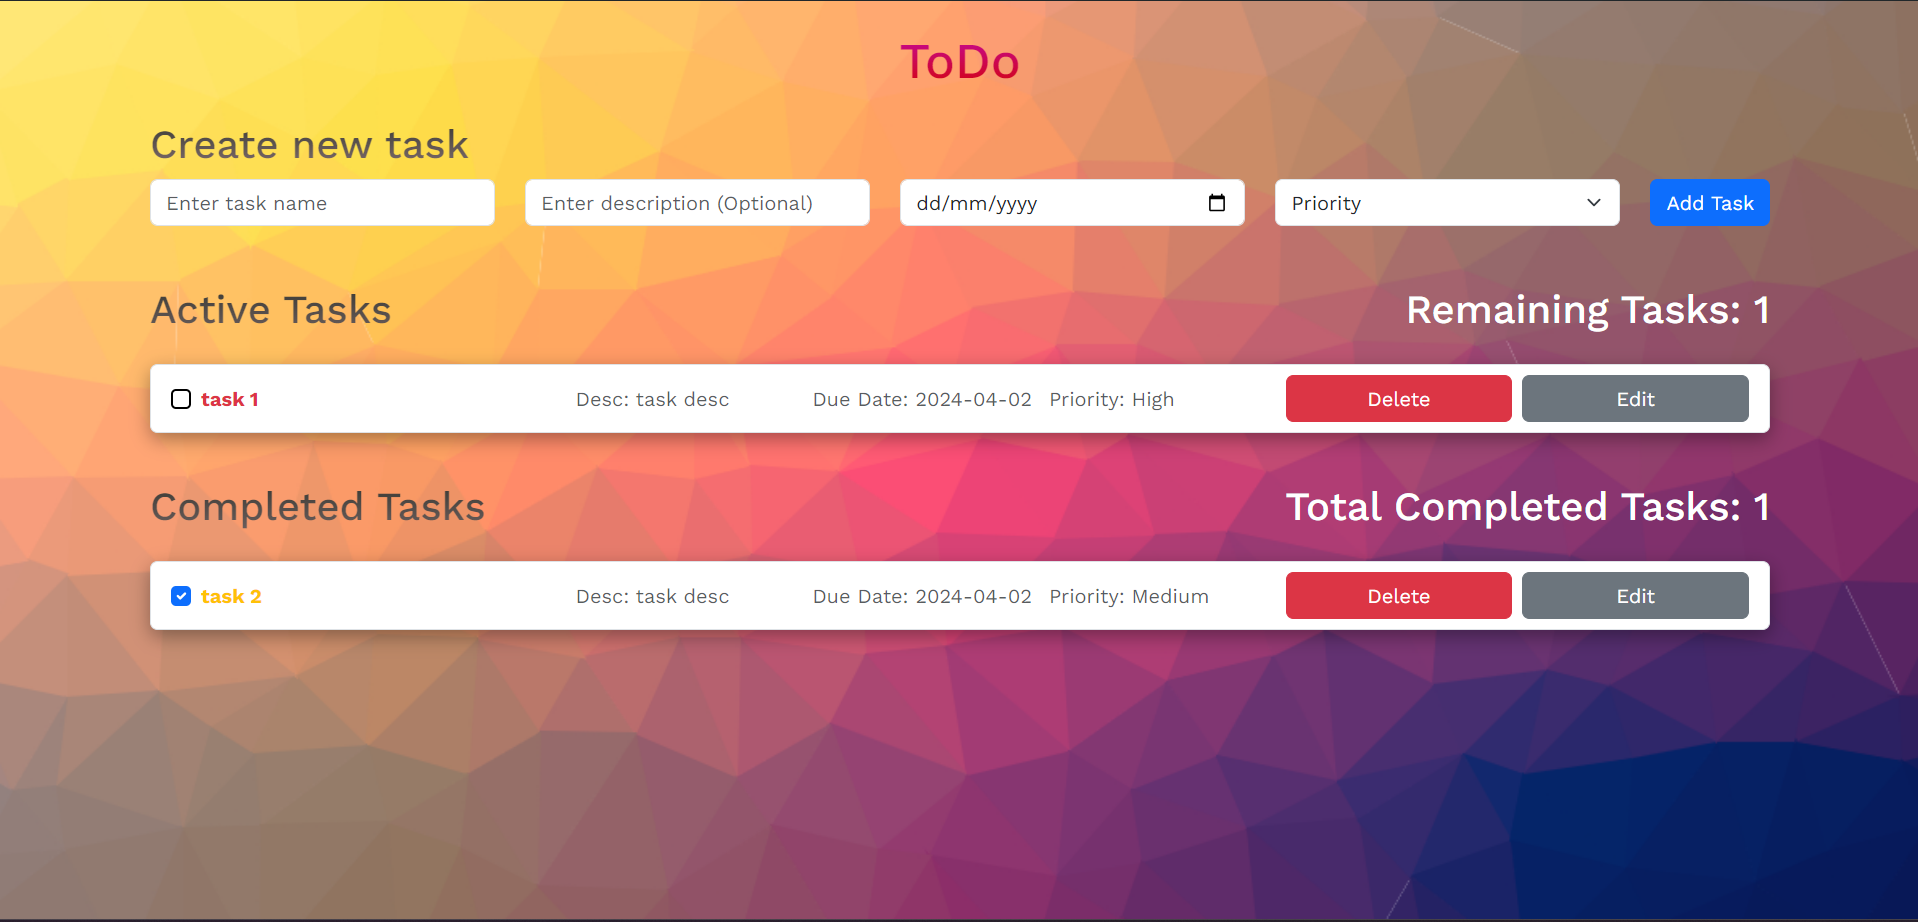 ToDo
Create new task
Enter task name Enter description (Optional) dd/mm/yyyy Priority Add Task
Active Tasks Remaining Tasks: 1
task 1 Desc: task desc Due Date: 2024-04-02 Priority: High Delete Edit
Completed Tasks Total Completed Tasks: 1
task 2 Desc: task desc Due Date: 2024-04-02 Priority: Medium Delete Edit